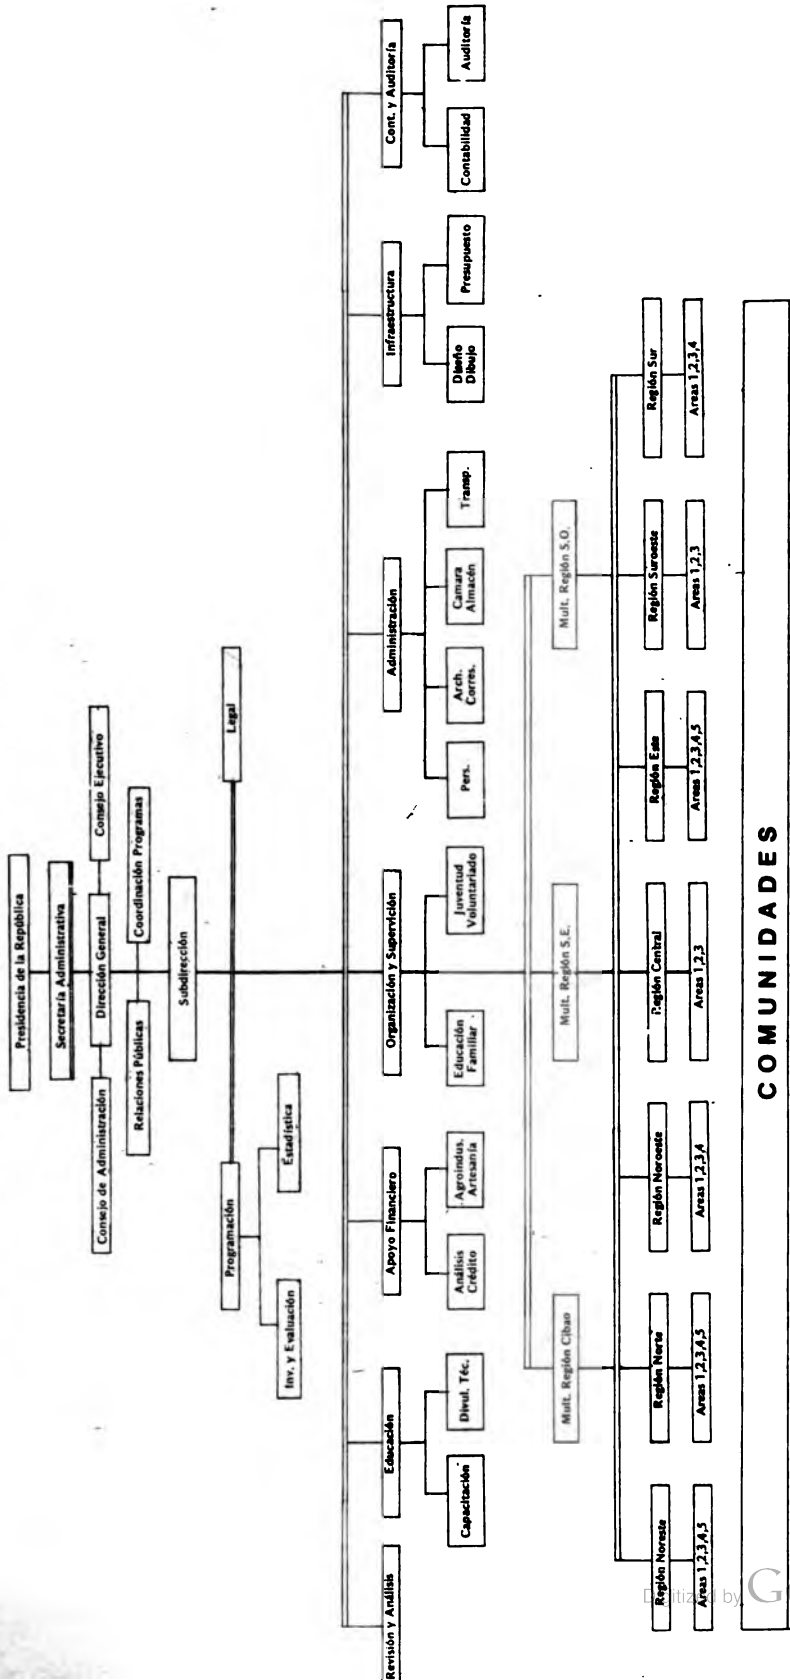 Presidencia de la República
Secretaría Administrativa
Consejo de Administración
Dirección General
Consejo Ejecutivo
Relaciones Públicas
Coordinación Programas
Subdirección
Programación
Legal
Inv. y Evaluación
Estadística
Revisión y Análisis
Educación
Apoyo Financiero
Organización y Supervición
Administración
Infraestructura
Cont. y Auditoría
Capacitación
Divul. Téc.
Análisis
Crédito
Agroindus.
Artesanía
Educación
Familiar
Juventud
Voluntariado
Pers.
Arch.
Corres.
Camara
Almacén
Transp.
Diseño
Dibujo
Presupuesto
Contabilidad
Auditoría
Mult. Región Cibao
Mult. Región S.E.
Mult. Región S.O.
Región Noreste
Región Norte
Región Noroeste
Región Central
Región Este
Región Suroeste
Región Sur
Areas 1,2,3,4,5
Areas 1,2,3,4,5
Areas 1,2,3,4
Areas 1,2,3
Areas 1,2,3,4,5
Areas 1,2,3
Areas 1,2,3,4
COMUNIDADES
Digitized by G